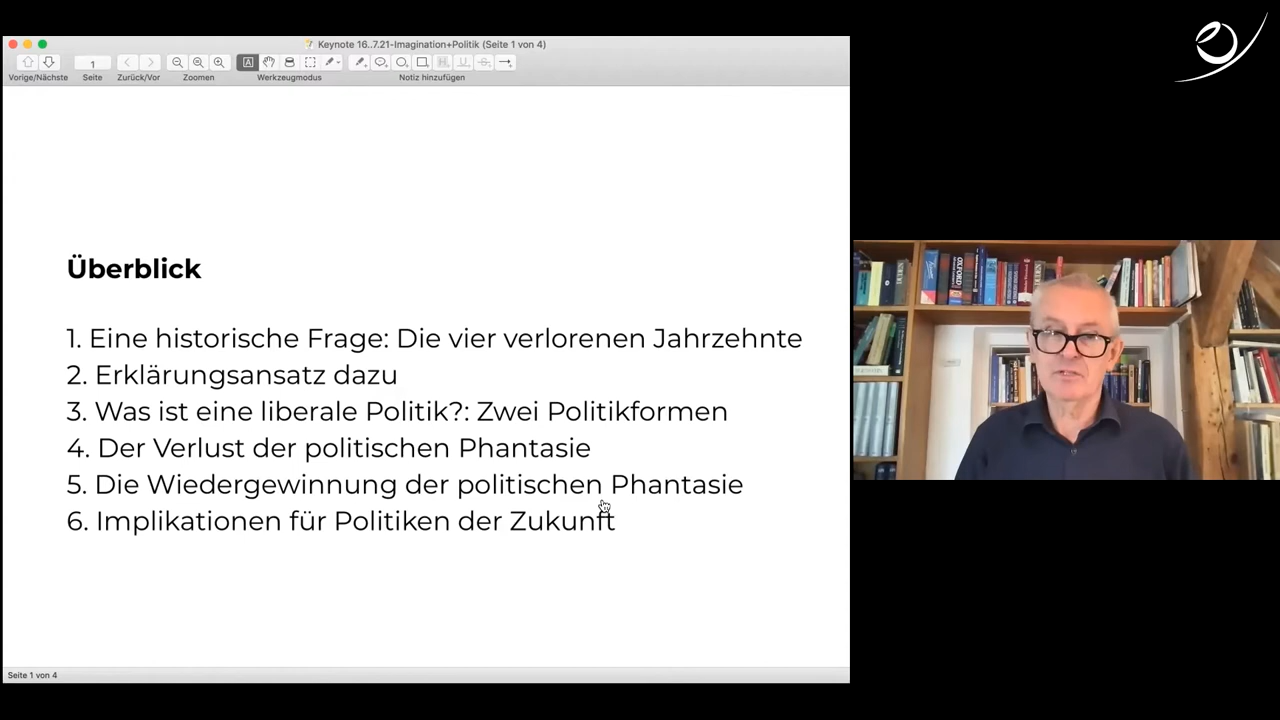 Keynote 16..7.21-Imagination+Politik (Seite 1 von 4)
1
Vorige/Nächste Seite Zurück/Vor Zoomen Werkzeugmodus Notiz hinzufügen
Überblick
1. Eine historische Frage: Die vier verlorenen Jahrzehnte
2. Erklärungsansatz dazu
3. Was ist eine liberale Politik?: Zwei Politikformen
4. Der Verlust der politischen Phantasie
5. Die Wiedergewinnung der politischen Phantasie
6. Implikationen für Politiken der Zukunft
Seite 1 von 4
OXFORD